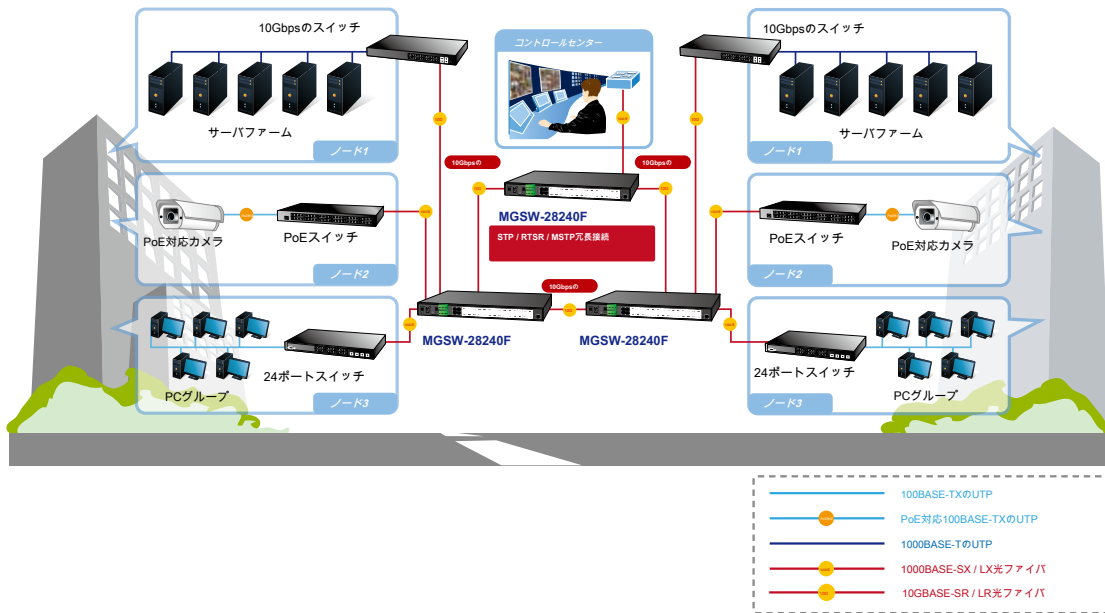 10Gbpsのスイッチ
サーバファーム
ノード1
コントロールセンター
10Gbpsのスイッチ
サーバファーム
ノード1
10G
1000X
10G
10Gbpsの
10Gbpsの
10G
10G
MGSW-28240F
STP / RTSR / MSTP冗長接続
PoE対応カメラ
PoEスイッチ
ノード2
PoEスイッチ
PoE対応カメラ
ノード2
10Gbpsの
10G
MGSW-28240F
MGSW-28240F
24ポートスイッチ
PCグループ
ノード3
24ポートスイッチ
PCグループ
ノード3
100BASE-TXのUTP
PoE対応100BASE-TXのUTP
1000BASE-TのUTP
1000BASE-SX / LX光ファイバ
10G
10GBASE-SR / LR光ファイバ